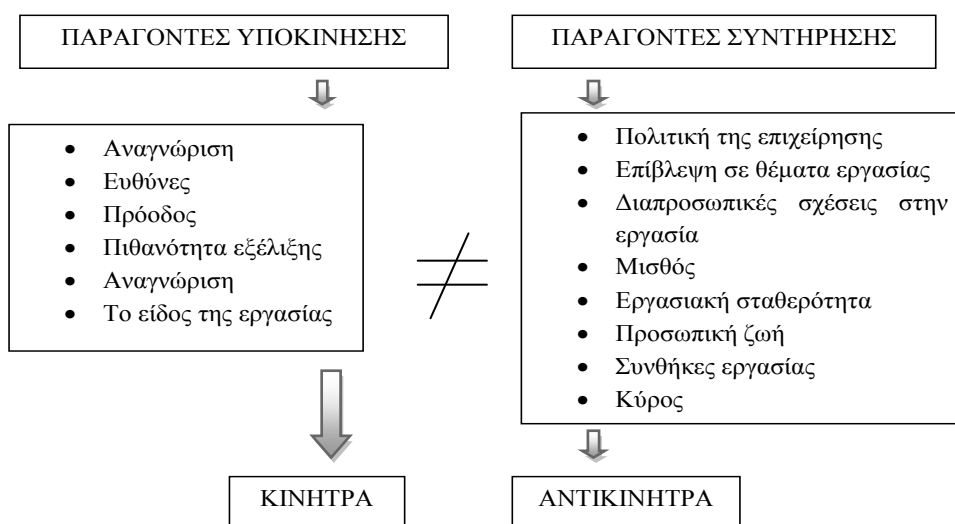 ΠΑΡΑΓΟΝΤΕΣ ΥΠΟΚΙΝΗΣΗΣ
• Αναγνώριση
• Ευθύνες
• Πρόοδος
• Πιθανότητα εξέλιξης
• Αναγνώριση
• Το είδος της εργασίας
ΚΙΝΗΤΡΑ
≠
ΠΑΡΑΓΟΝΤΕΣ ΣΥΝΤΗΡΗΣΗΣ
• Πολιτική της επιχείρησης
• Επίβλεψη σε θέματα εργασίας
• Διαπροσωπικές σχέσεις στην
εργασία
• Μισθός
• Εργασιακή σταθερότητα
• Προσωπική ζωή
• Συνθήκες εργασίας
• Κύρος
ΑΝΤΙΚΙΝΗΤΡΑ